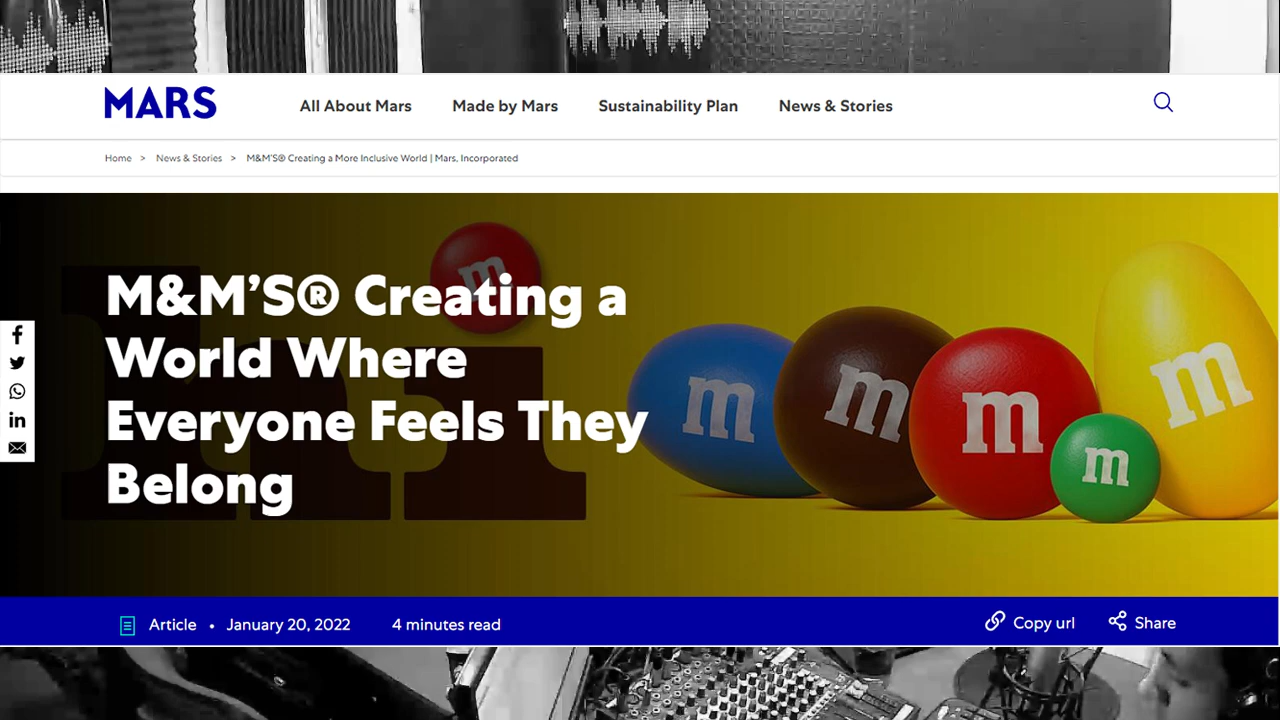 MARS
All About Mars
Made by Mars
Sustainability Plan
News & Stories
Home > News & Stories > M&M'S® Creating a More Inclusive World | Mars, Incorporated
m
M&M'S® Creating a
World Where
Everyone Feels They
Belong
m
m
m
m
m
m
Article • January 20, 2022
4 minutes read
Copy url
Share